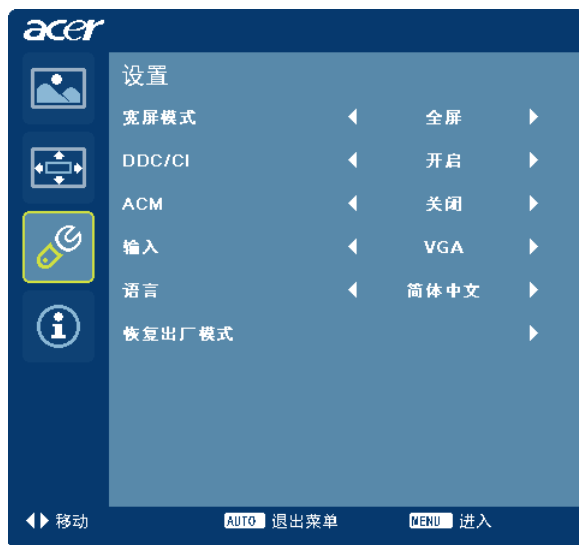 acer
设置
宽屏模式 全屏
DDC/CI 开启
ACM 关闭
输入 VGA
语言 简体中文
恢复出厂模式
移动 AUTO 退出菜单 MENU 进入